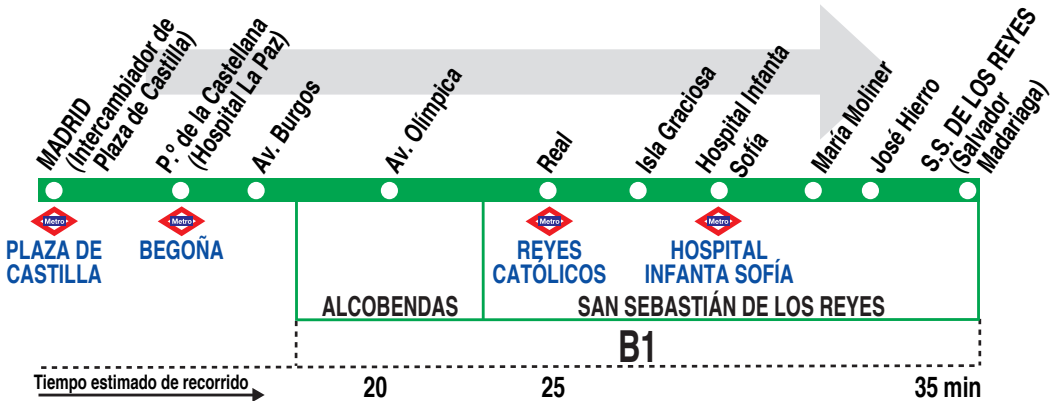 MADRID
(Intercambiador de
Plaza de Castilla)
P.º de la Castellana
(Hospital La Paz)
Av. Burgos
Av. Olímpica
Real
Isla Graciosa
Hospital Infanta
Sofía
María Moliner
José Hierro
S.S. DE LOS REYES
(Salvador
Madariaga)
Metro
PLAZA DE
CASTILLA
Metro
BEGOÑA
Metro
REYES
CATÓLICOS
Metro
HOSPITAL
INFANTA SOFÍA
ALCOBENDAS
SAN SEBASTIÁN DE LOS REYES
B1
Tiempo estimado de recorrido
20
25
35 min